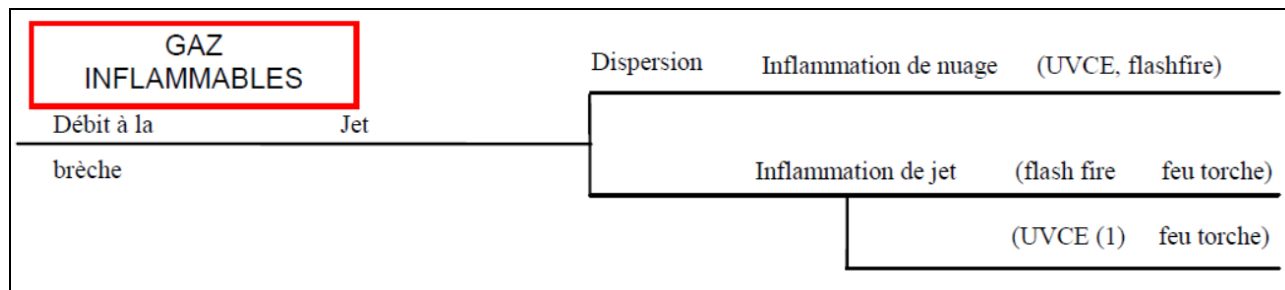 GAZ
INFLAMMABLES
Dispersion Inflammation de nuage (UVCE, flashfire)
Débit à la Jet
brèche
Inflammation de jet (flash fire feu torche)
(UVCE (1) feu torche)